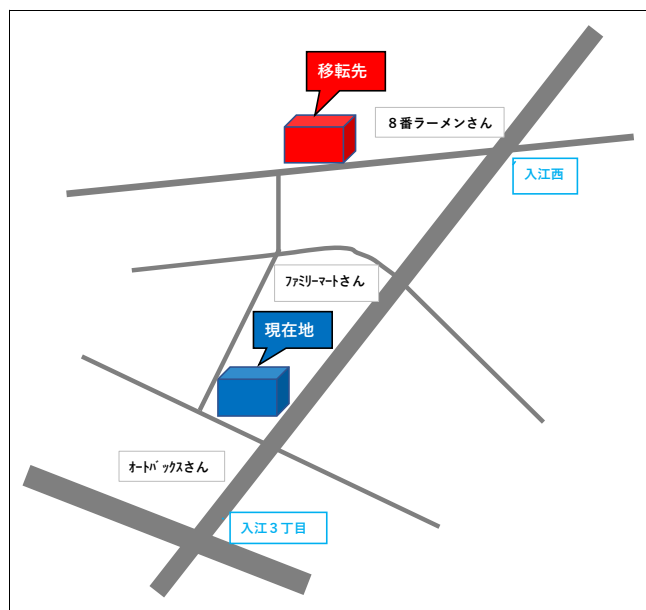 移転先
８番ラーメンさん
入江西
ﾌｧﾐﾘｰﾏｰﾄさん
現在地
ｵｰﾄﾊﾞｯｸｽさん
入江３丁目